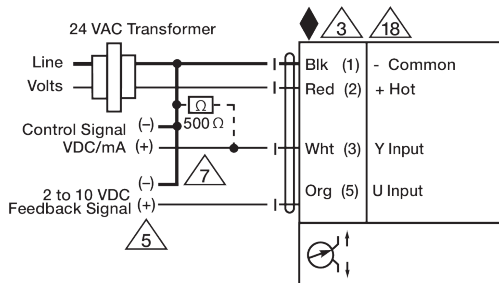 24 VAC Transformer
3 18
Line Blk (1) - Common
Volts Red (2) + Hot
Ω
500 Ω
Control Signal (–)
VDC/mA (+) Wht (3) Y Input
7
2 to 10 VDC (–)
Feedback Signal (+) Org (5) U Input
5